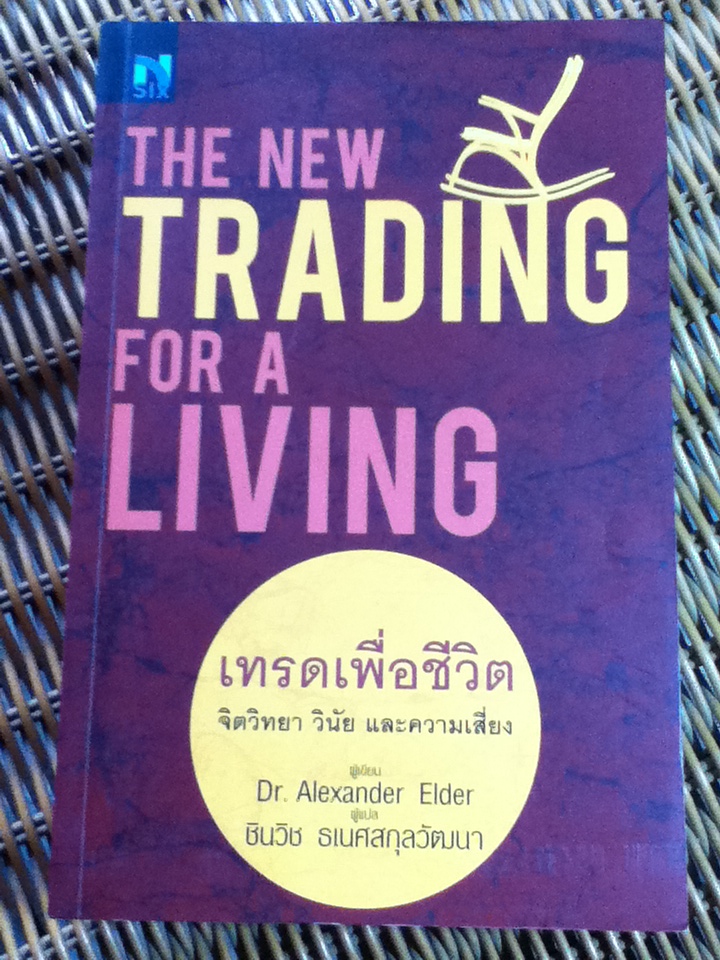 N
SIX
THE NEW
TRADING
FOR A
LIVING
เทรดเพื่อชีวิต
จิตวิทยา วินัย และความเสี่ยง
ผู้เขียน
Dr. Alexander Elder
ผู้แปล
ชินวิช ธเนศสกุลวัฒนา